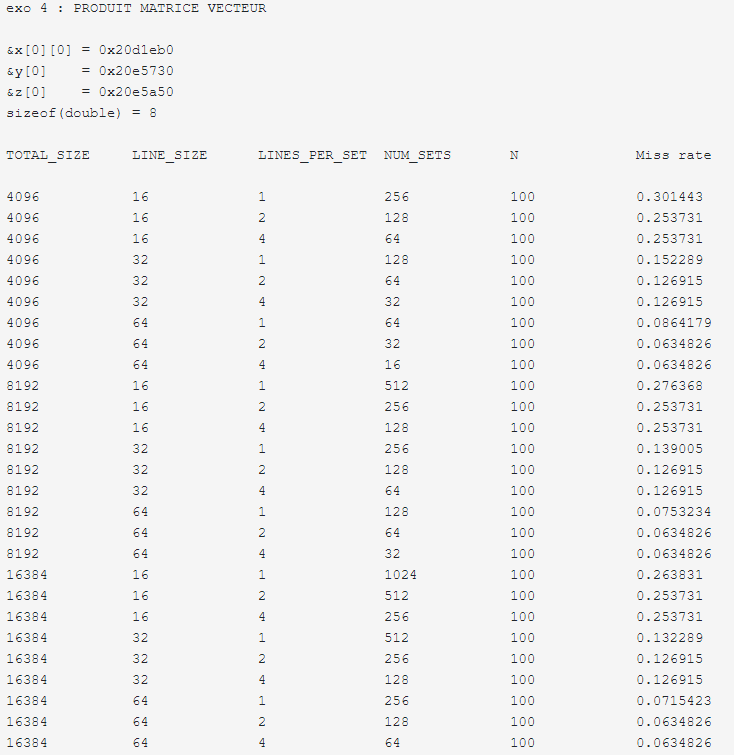 exo 4 : PRODUIT MATRICE VECTEUR
&x[0][0] = 0x20d1eb0
&y[0] = 0x20e5730
&z[0] = 0x20e5a50
sizeof(double) = 8
TOTAL_SIZE LINE_SIZE LINES_PER_SET NUM_SETS N Miss rate
4096 16 1 256 100 0.301443
4096 16 2 128 100 0.253731
4096 16 4 64 100 0.253731
4096 32 1 128 100 0.152289
4096 32 2 64 100 0.126915
4096 32 4 32 100 0.126915
4096 64 1 64 100 0.0864179
4096 64 2 32 100 0.0634826
4096 64 4 16 100 0.0634826
8192 16 1 512 100 0.276368
8192 16 2 256 100 0.253731
8192 16 4 128 100 0.253731
8192 32 1 256 100 0.139005
8192 32 2 128 100 0.126915
8192 32 4 64 100 0.126915
8192 64 1 128 100 0.0753234
8192 64 2 64 100 0.0634826
8192 64 4 32 100 0.0634826
16384 16 1 1024 100 0.263831
16384 16 2 512 100 0.253731
16384 16 4 256 100 0.253731
16384 32 1 512 100 0.132289
16384 32 2 256 100 0.126915
16384 32 4 128 100 0.126915
16384 64 1 256 100 0.0715423
16384 64 2 128 100 0.0634826
16384 64 4 64 100 0.0634826